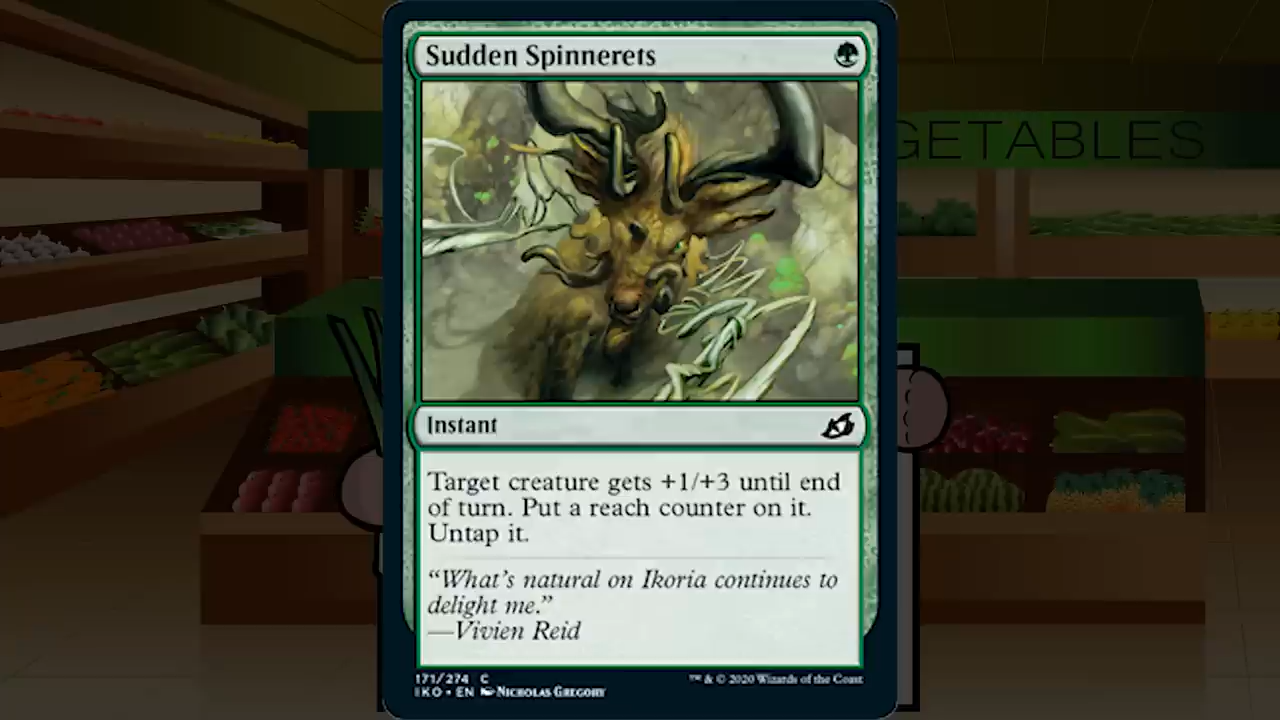 Sudden Spinnerets
GETABLES
Instant
Target creature gets +1/+3 until end
of turn. Put a reach counter on it.
Untap it.
“What’s natural on Ikoria continues to
delight me.”
—Vivien Reid
171/274 C
IKO • EN Nicholas Gregory
™ & © 2020 Wizards of the Coast